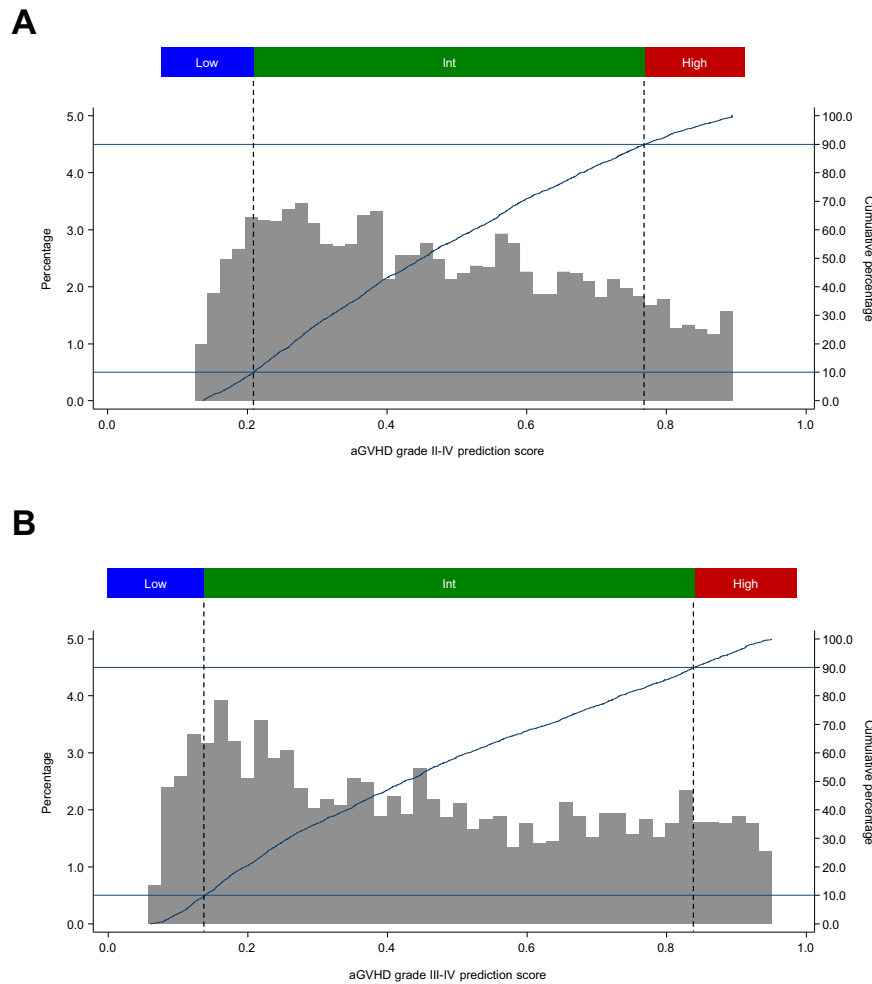 A
Low Int High
5.0 100.0
90.0
4.0 80.0
70.0
3.0 60.0
Percentage Cumulative percentage
50.0
2.0 40.0
30.0
1.0 20.0
10.0
0.0 0.0
0.0 0.2 0.4 0.6 0.8 1.0
aGVHD grade II-IV prediction score
B
Low Int High
5.0 100.0
90.0
4.0 80.0
70.0
3.0 60.0
Percentage Cumulative percentage
50.0
2.0 40.0
30.0
1.0 20.0
10.0
0.0 0.0
0.0 0.2 0.4 0.6 0.8 1.0
aGVHD grade III-IV prediction score